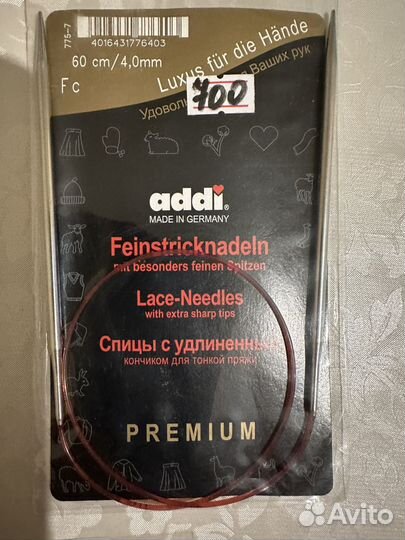 775-7
4016431776403
60 cm/4,0mm
Fc
Luxus für die Hände
Ваших рук
700
addi®
MADE IN GERMANY
Feinstricknadeln
mit besonders feinen Spitzen
Lace-Needles
with extra sharp tips
Спицы с удлиненным
кончиком для тонкой пряжи
PREMIUM
Avito